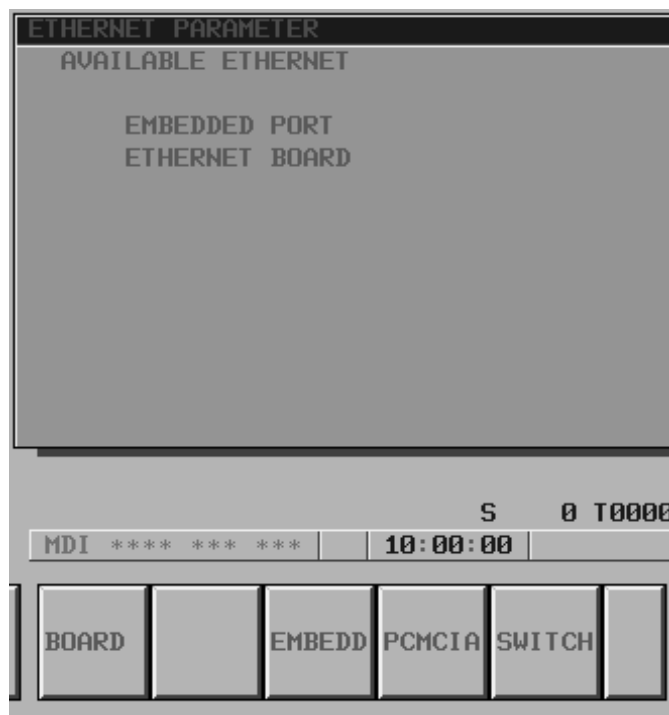 ETHERNET PARAMETER
AVAILABLE ETHERNET
EMBEDDED PORT
ETHERNET BOARD
S 0 T0000
MDI **** *** *** 10:00:00
BOARD EMBEDD PCMCIA SWITCH